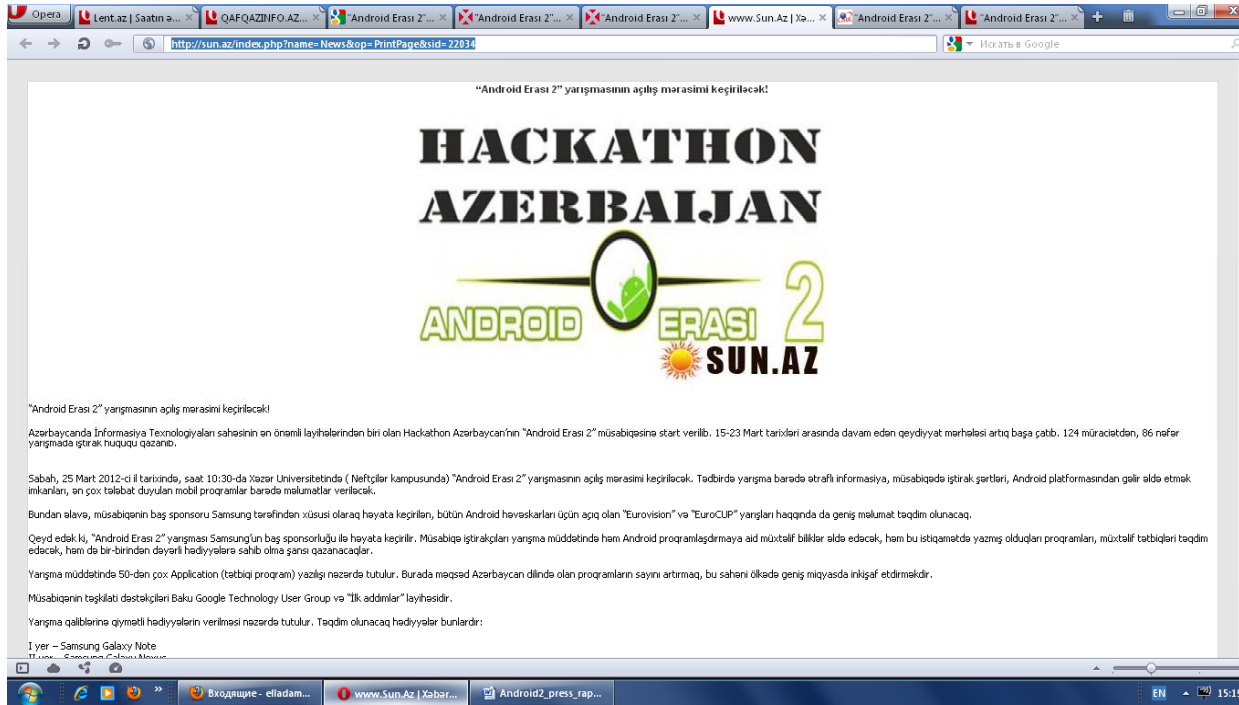 Opera
Lent.az | Saatın ə...
QAFQAZINFO.AZ...
"Android Erası 2"...
"Android Erası 2"...
"Android Erası 2"...
www.Sun.Az | Xə...
"Android Erası 2"...
"Android Erası 2"...
http://sun.az/index.php?name=News&op=PrintPage&sid=22034
Искать в Google
“Android Erası 2” yarışmasının açılış mərasimi keçiriləcək!
HACKATHON
AZERBAIJAN
ANDROID ERASI 2
SUN.AZ
“Android Erası 2” yarışmasının açılış mərasimi keçiriləcək!
Azərbaycanda İnformasiya Texnologiyaları sahəsinin ən önəmli layihələrindən biri olan Hackathon Azərbaycan’nın “Android Erası 2” müsabiqəsinə start verilib. 15-23 Mart tarixləri arasında davam edən qeydiyyat mərhələsi artıq başa çatıb. 124 müraciətdən, 86 nəfər
yarışmada iştirak huququ qazanıb.
Sabah, 25 Mart 2012-ci il tarixində, saat 10:30-da Xəzər Universitetində ( Neftçilər kampusunda) “Android Erası 2” yarışmasının açılış mərasimi keçiriləcək. Tədbirdə yarışma barədə ətraflı informasiya, müsabiqədə iştirak şərtləri, Android platformasından gəlir əldə etmək
imkanları, ən çox tələbat duyulan mobil proqramlar barədə məlumatlar veriləcək.
Bundan əlavə, müsabiqənin baş sponsoru Samsung tərəfindən xüsusi olaraq həyata keçirilən, bütün Android həvəskarları üçün açıq olan “Eurovision” və “EuroCUP” yarışları haqqında da geniş məlumat təqdim olunacaq.
Qeyd edək ki, “Android Erası 2” yarışması Samsung’un baş sponsorluğu ilə həyata keçirilir. Müsabiqə iştirakçıları yarışma müddətində həm Android proqramlaşdırmaya aid müxtəlif biliklər əldə edəcək, həm bu istiqamətdə yazmış olduqları proqramları, müxtəlif tətbiqləri təqdim
edəcək, həm də bir-birindən dəyərli hədiyyələrə sahib olma şansı qazanacaqlar.
Yarışma müddətində 50-dən çox Application (tətbiqi proqram) yazılışı nəzərdə tutulur. Burada məqsəd Azərbaycan dilində olan proqramların sayını artırmaq, bu sahəni ölkədə geniş miqyasda inkişaf etdirməkdir.
Müsabiqənin təşkilati dəstəkçiləri Baku Google Technology User Group və “İlk addımlar” layihəsidir.
Yarışma qaliblərinə qiymətli hədiyyələrin verilməsi nəzərdə tutulur. Təqdim olunacaq hədiyyələr bunlardır:
I yer – Samsung Galaxy Note
II yer – Samsung Galaxy Nexus
Входящие - elladam...
www.Sun.Az | Xəbər...
Android2_press_rap...
EN
15:15